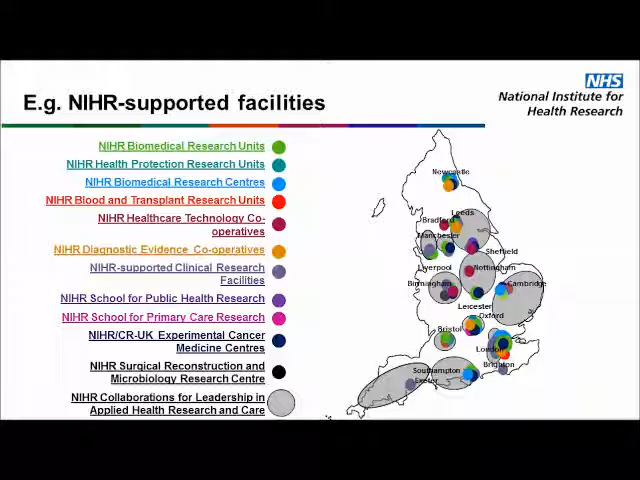 NHS
E.g. NIHR-supported facilities
National Institute for
Health Research
NIHR Biomedical Research Units
NIHR Health Protection Research Units
NIHR Biomedical Research Centres
NIHR Blood and Transplant Research Units
NIHR Healthcare Technology Co-
operatives
NIHR Diagnostic Evidence Co-operatives
NIHR-supported Clinical Research
Facilities
NIHR School for Public Health Research
NIHR School for Primary Care Research
NIHR/CR-UK Experimental Cancer
Medicine Centres
NIHR Surgical Reconstruction and
Microbiology Research Centre
NIHR Collaborations for Leadership in
Applied Health Research and Care
Newcastle
Leeds
Bradford
Manchester
Sheffield
Liverpool
Nottingham
Birmingham
Cambridge
Leicester
Oxford
Bristol
London
Brighton
Southampton
Exeter